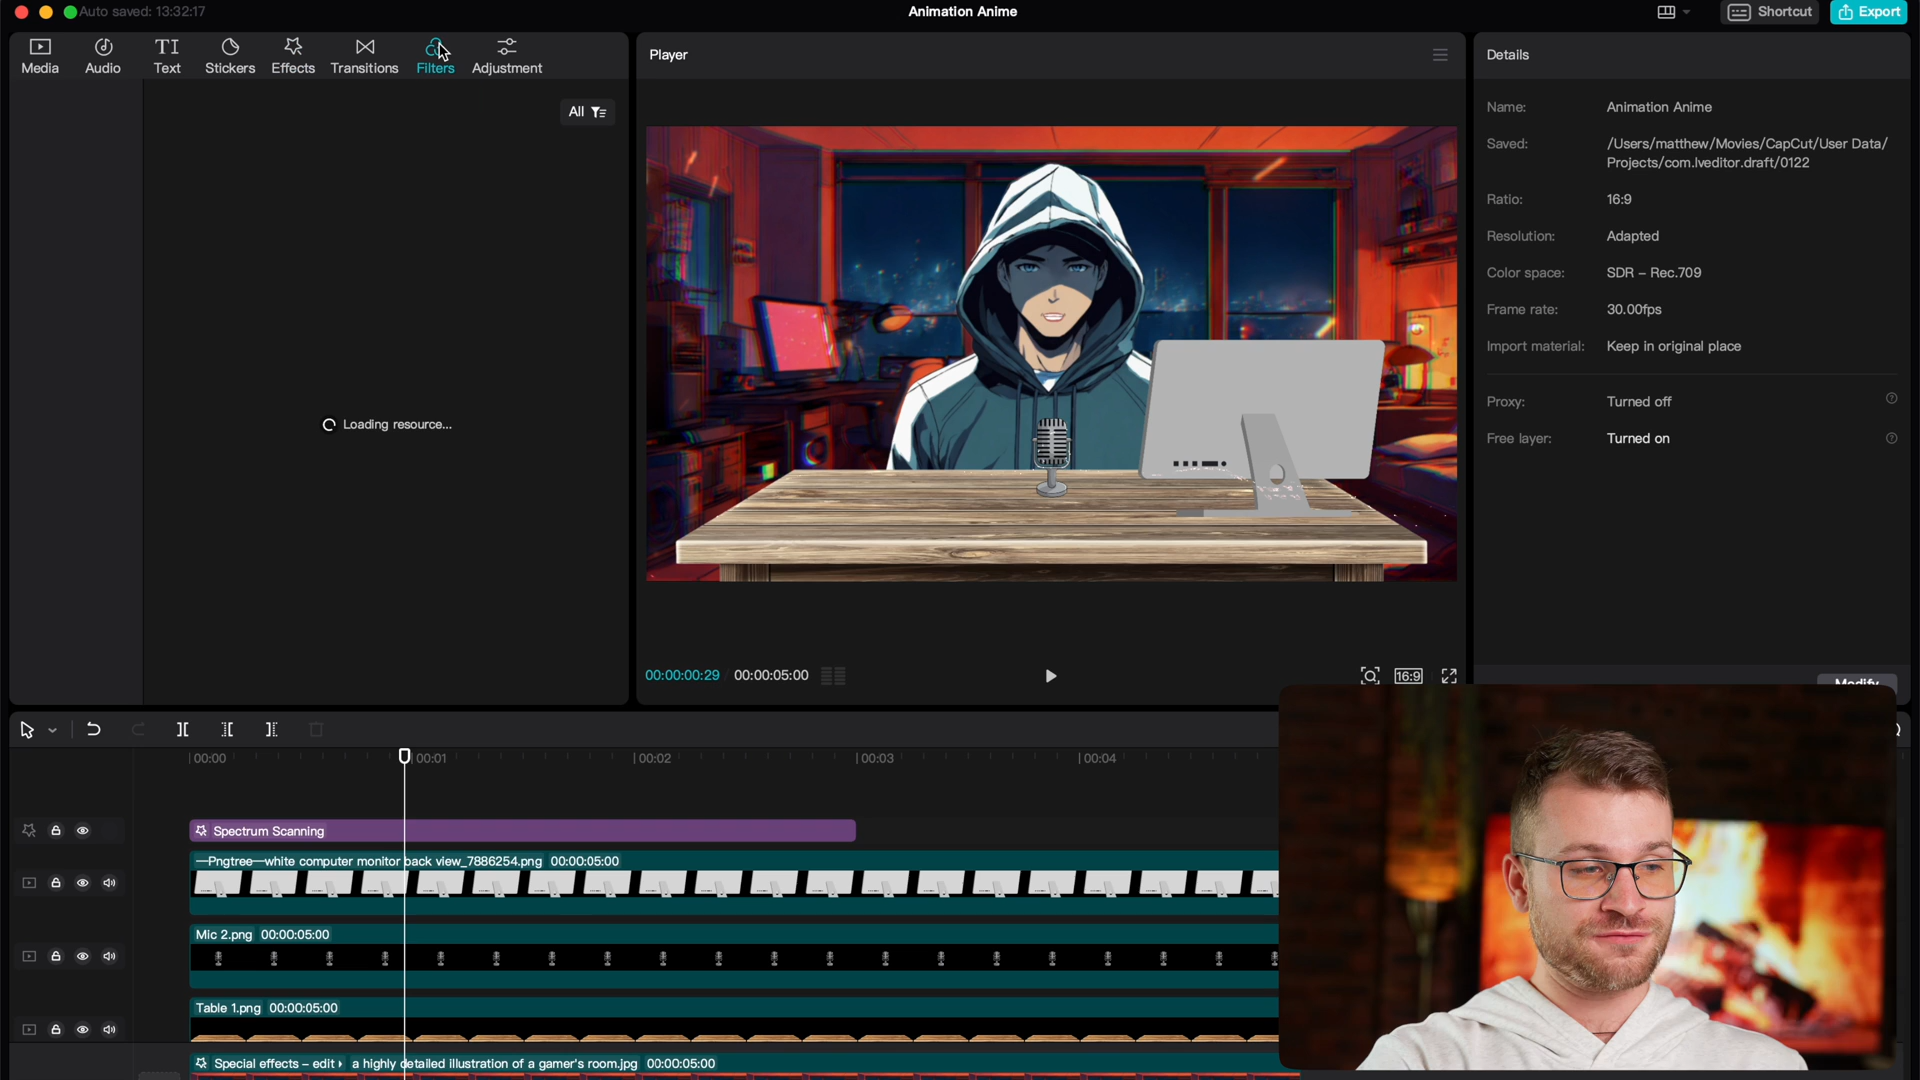 Auto saved: 13:32:17
Animation Anime
Shortcut
Export
Media
Audio
TI
Text
Stickers
Effects
Transitions
Filters
Adjustment
All
Loading resource...
Player
00:00:00:29
00:00:05:00
16:9
Details
Name:
Animation Anime
Saved:
/Users/matthew/Movies/CapCut/User Data/
Projects/com.lveditor.draft/0122
Ratio:
16:9
Resolution:
Adapted
Color space:
SDR – Rec.709
Frame rate:
30.00fps
Import material:
Keep in original place
Proxy:
Turned off
Free layer:
Turned on
Modify
00:00
00:01
00:02
00:03
00:04
Spectrum Scanning
—Pngtree—white computer monitor back view_7886254.png 00:00:05:00
Mic 2.png 00:00:05:00
Table 1.png 00:00:05:00
Special effects – edit a highly detailed illustration of a gamer's room.jpg 00:00:05:00